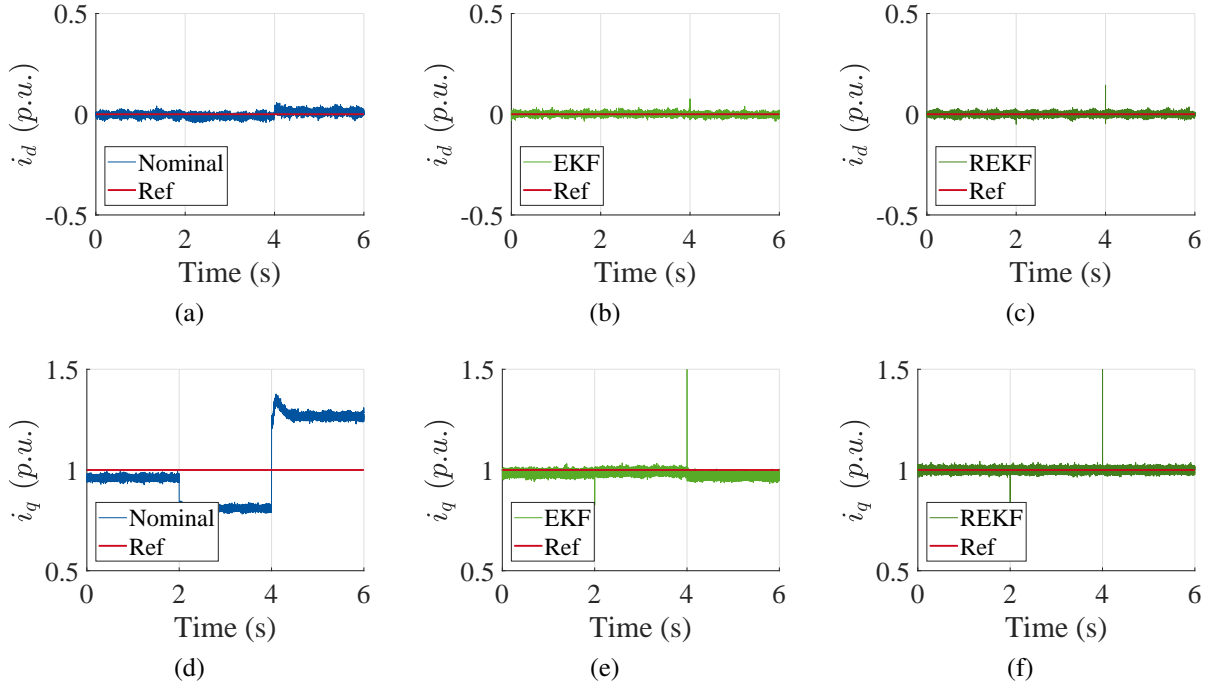 0.5
0
-0.5
i_d (p.u.)
Nominal
Ref
0 2 4 6
Time (s)
(a)
0.5
0
-0.5
i_d (p.u.)
EKF
Ref
0 2 4 6
Time (s)
(b)
0.5
0
-0.5
i_d (p.u.)
REKF
Ref
0 2 4 6
Time (s)
(c)
1.5
1
0.5
i_q (p.u.)
Nominal
Ref
0 2 4 6
Time (s)
(d)
1.5
1
0.5
i_q (p.u.)
EKF
Ref
0 2 4 6
Time (s)
(e)
1.5
1
0.5
i_q (p.u.)
REKF
Ref
0 2 4 6
Time (s)
(f)